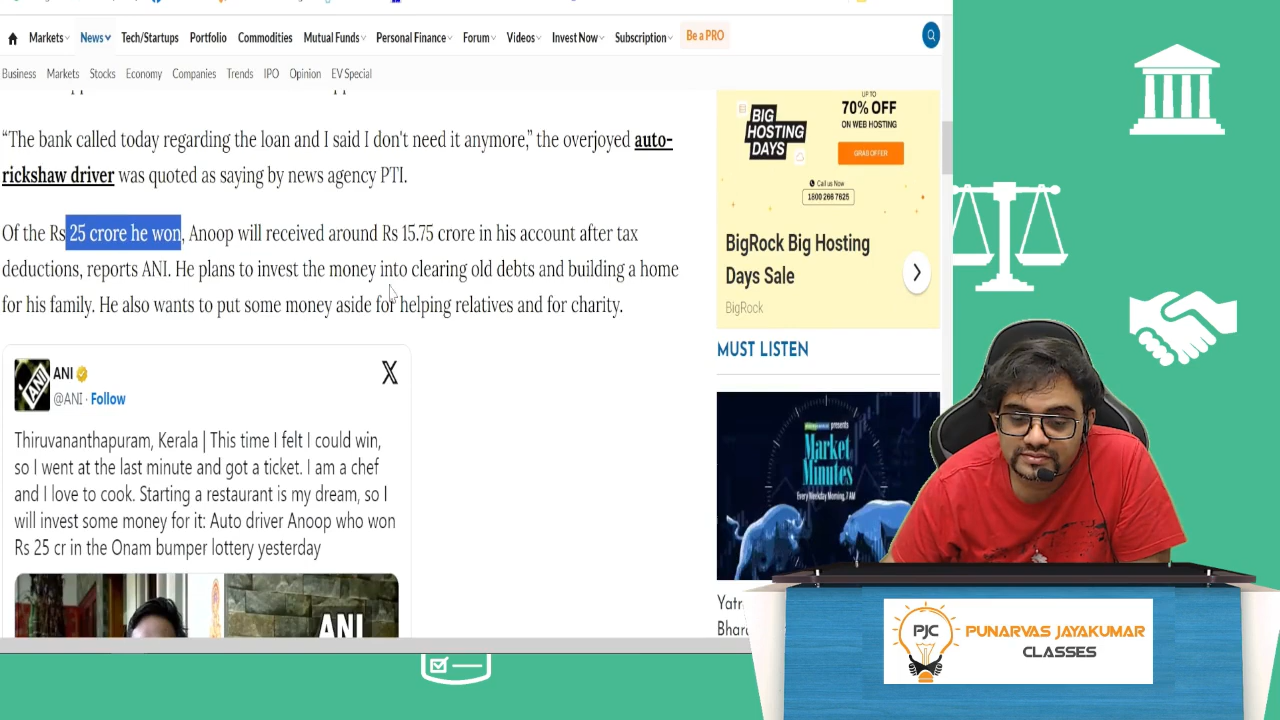 Markets News Tech/Startups Portfolio Commodities Mutual Funds Personal Finance Forum Videos Invest Now Subscription Be a PRO
Business Markets Stocks Economy Companies Trends IPO Opinion EV Special
“The bank called today regarding the loan and I said I don't need it anymore,” the overjoyed auto-
rickshaw driver was quoted as saying by news agency PTI.
Of the Rs 25 crore he won, Anoop will received around Rs 15.75 crore in his account after tax
deductions, reports ANI. He plans to invest the money into clearing old debts and building a home
for his family. He also wants to put some money aside for helping relatives and for charity.
ANI
@ANI · Follow
Thiruvananthapuram, Kerala | This time I felt I could win,
so I went at the last minute and got a ticket. I am a chef
and I love to cook. Starting a restaurant is my dream, so I
will invest some money for it: Auto driver Anoop who won
Rs 25 cr in the Onam bumper lottery yesterday
ANI
UP TO
70% OFF
ON WEB HOSTING
BIG
HOSTING
DAYS
GRAB OFFER
Call us Now
1800 266 7625
BigRock Big Hosting
Days Sale
BigRock
MUST LISTEN
presents
Market
Minutes
Every Weekday Morning, 7 AM
Yatr
Bhar
PJC
PUNARVAS JAYAKUMAR
CLASSES